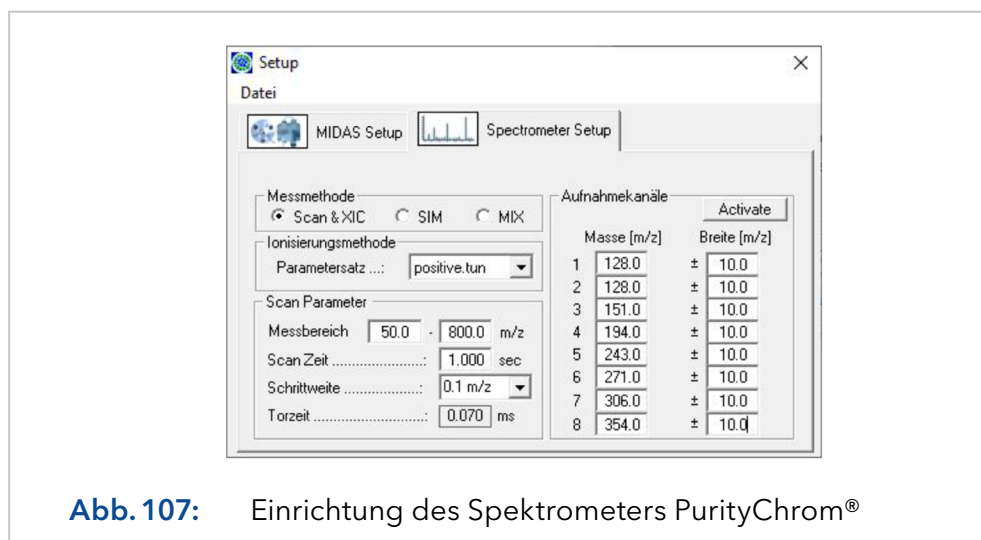 Setup
Datei
MIDAS Setup
Spectrometer Setup
Messmethode
Scan & XIC SIM MIX
Ionisierungsmethode
Parametersatz ...: positive.tun
Scan Parameter
Messbereich 50.0 - 800.0 m/z
Scan Zeit .......................: 1.000 sec
Schrittweite ...................: 0.1 m/z
Torzeit ............................: 0.070 ms
Aufnahmekanäle
Activate
Masse [m/z] Breite [m/z]
1 128.0 ± 10.0
2 128.0 ± 10.0
3 151.0 ± 10.0
4 194.0 ± 10.0
5 243.0 ± 10.0
6 271.0 ± 10.0
7 306.0 ± 10.0
8 354.0 ± 10.0
Abb. 107: Einrichtung des Spektrometers PurityChrom®